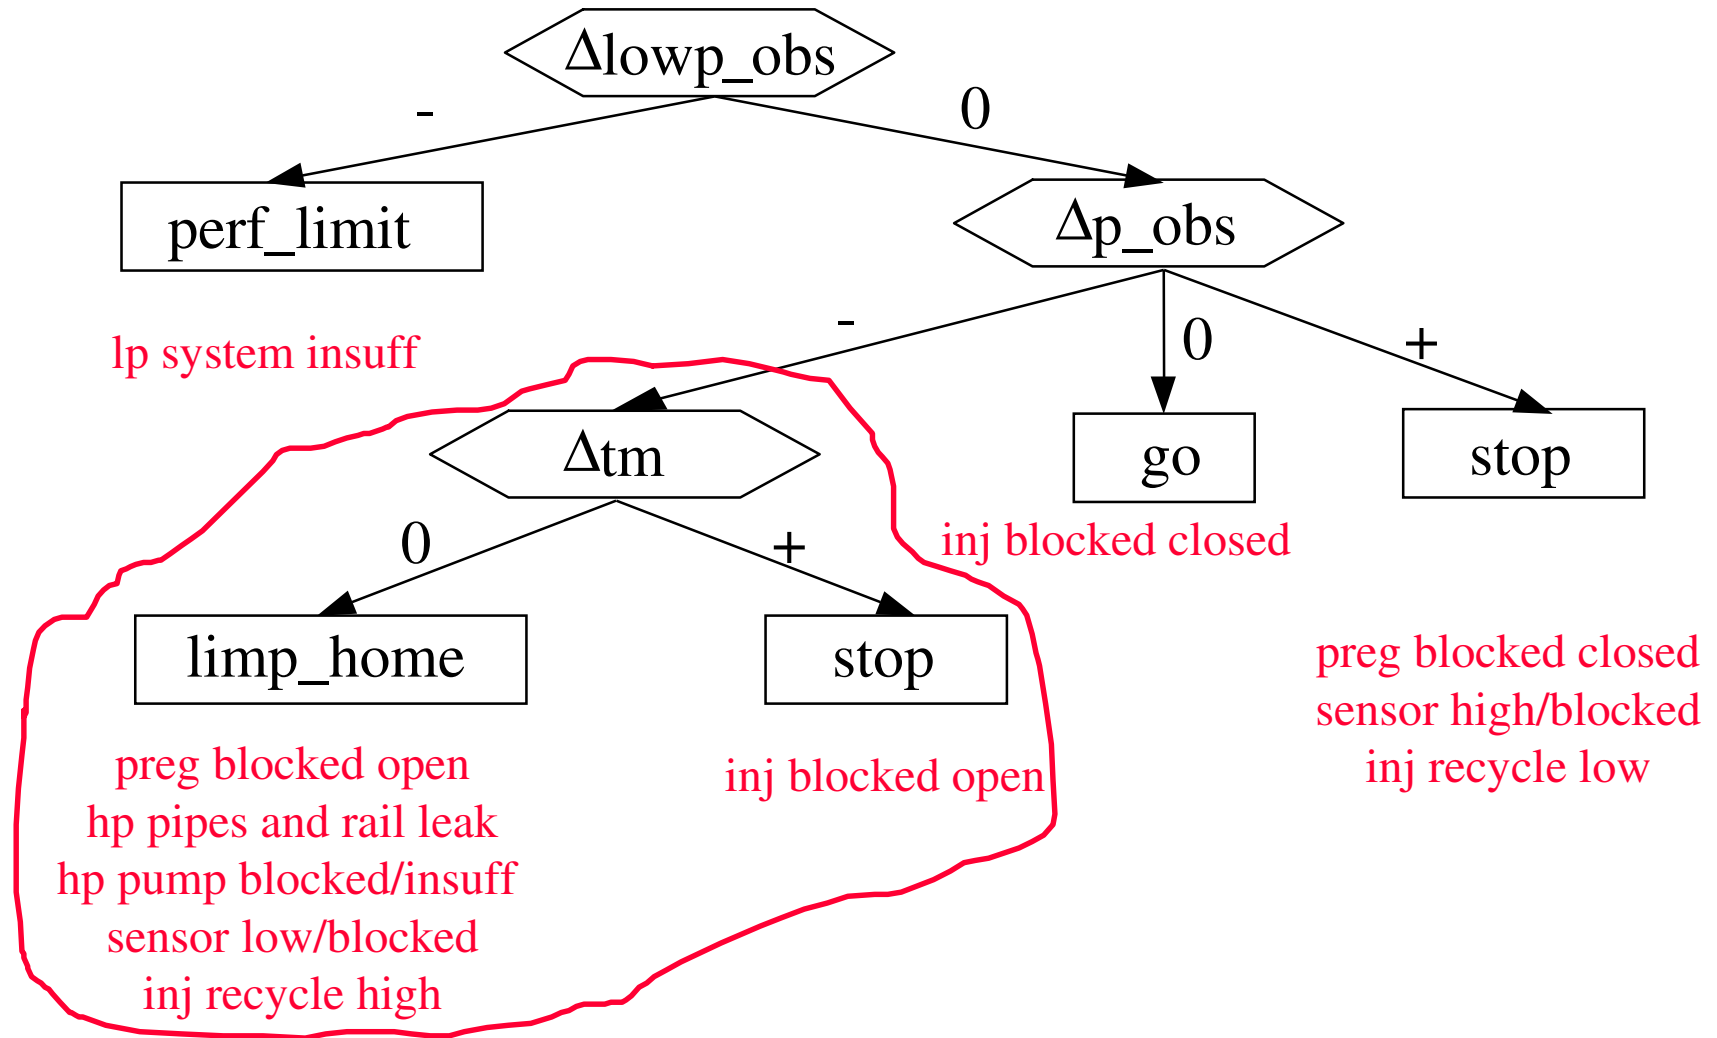 Δlowp_obs
-
0
perf_limit
Δp_obs
lp system insuff
-
0
+
Δtm
go
stop
0
+
inj blocked closed
limp_home
stop
preg blocked closed
sensor high/blocked
inj recycle low
preg blocked open
hp pipes and rail leak
hp pump blocked/insuff
sensor low/blocked
inj recycle high
inj blocked open